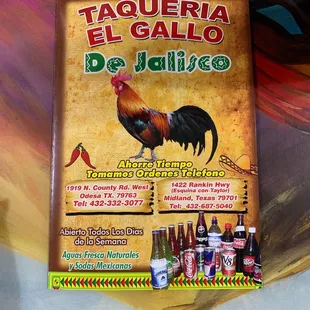 TAQUERIA
EL GALLO
De Jalisco
Ahorre Tiempo
Tomamos Ordenes Telefono
1919 N. County Rd. West
Odesa TX. 79763
Tel: 432-332-3077
1422 Rankin Hwy
(Esquina con Taylor)
Midland, Texas 79701
Tel: 432-687-5040
Abierto Todos Los Dias
de la Semana
Aguas Fresca Naturales
y Sodas Mexicanas
V8